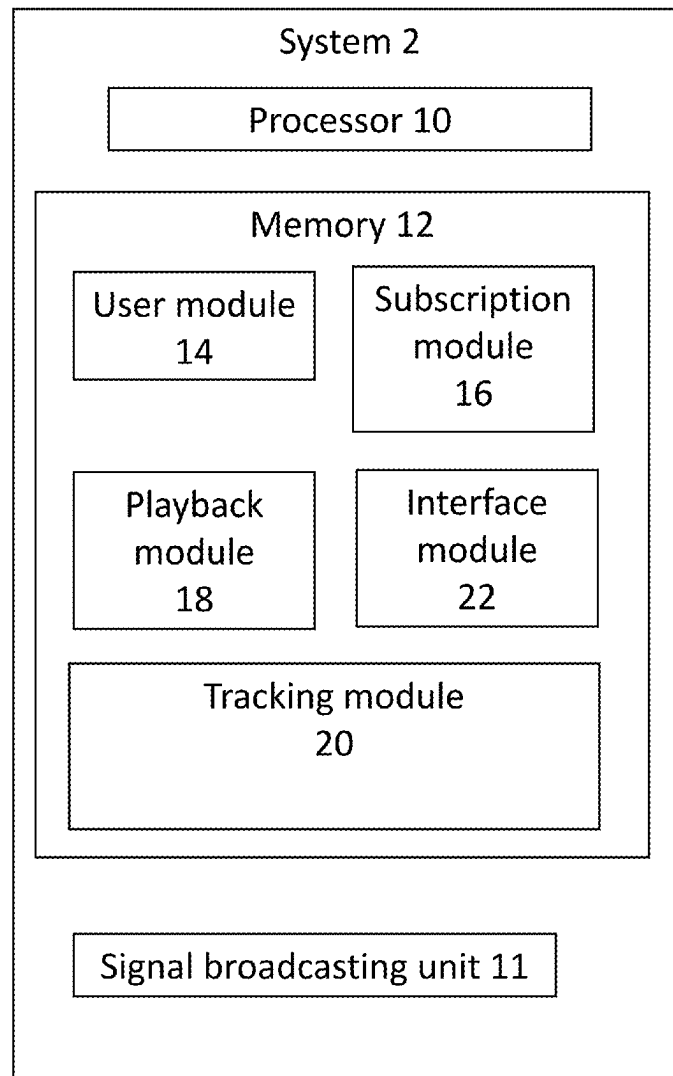 System 2
Processor 10
Memory 12
User module
14
Subscription
module
16
Playback
module
18
Interface
module
22
Tracking module
20
Signal broadcasting unit 11